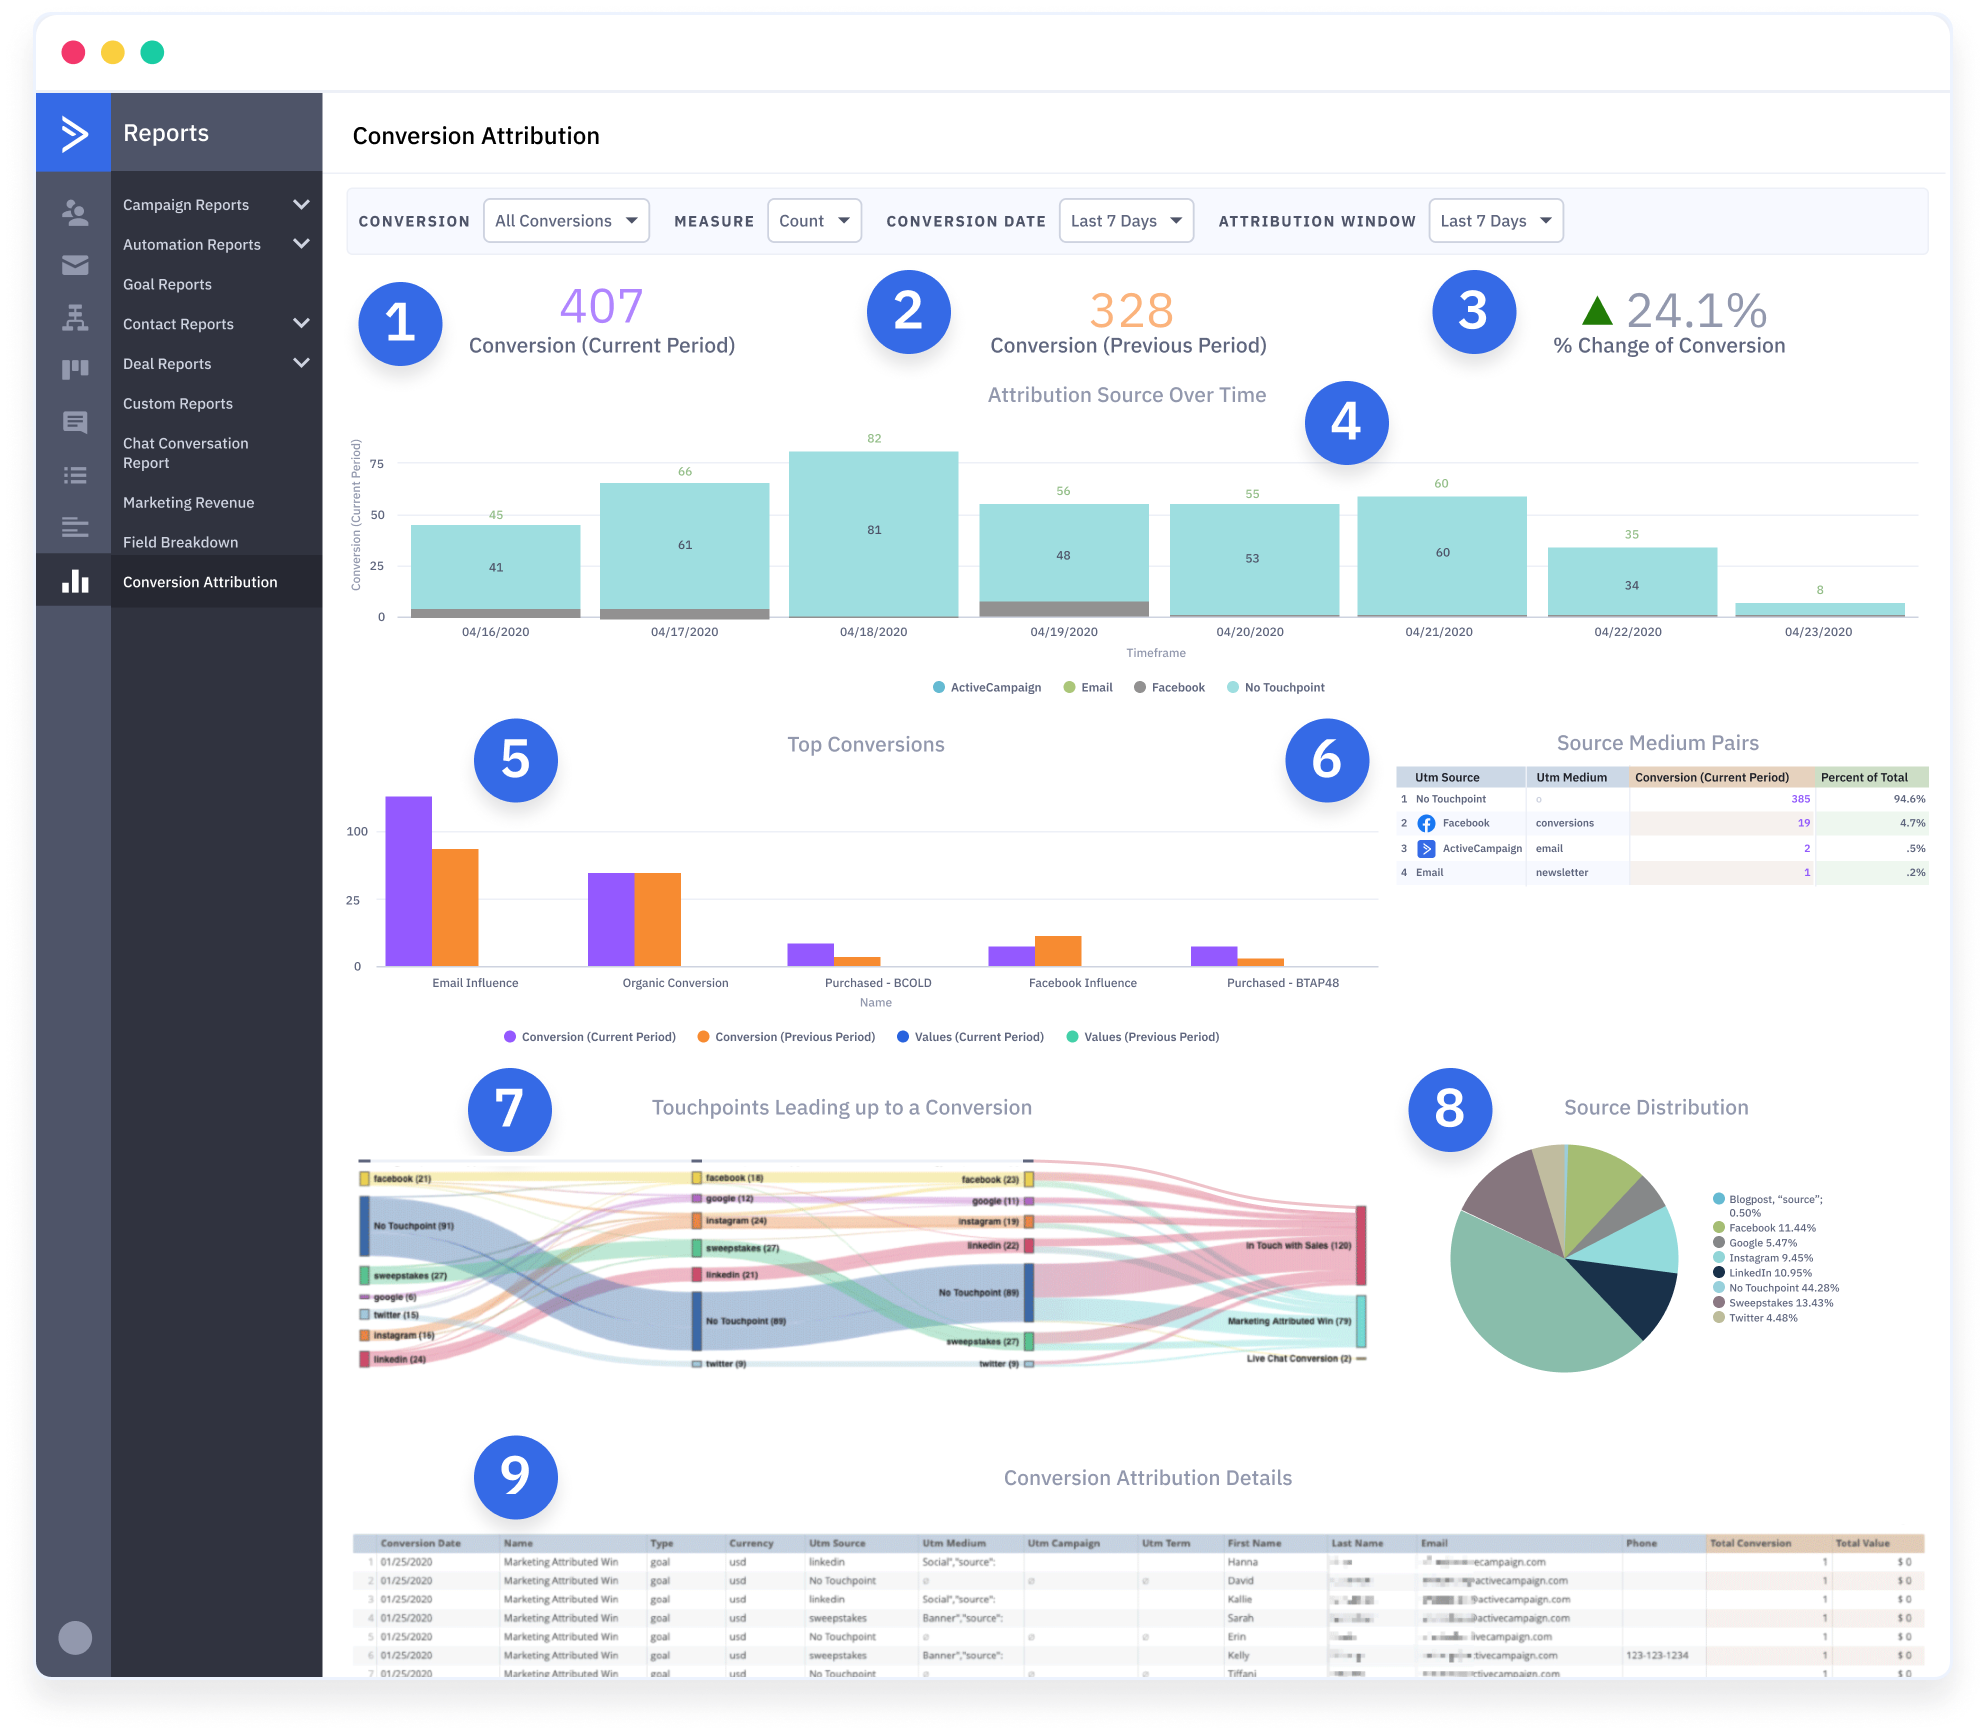 Reports
Campaign Reports
Automation Reports
Goal Reports
Contact Reports
Deal Reports
Custom Reports
Chat Conversation
Report
Marketing Revenue
Field Breakdown
Conversion Attribution
Conversion Attribution
CONVERSION All Conversions MEASURE Count CONVERSION DATE Last 7 Days ATTRIBUTION WINDOW Last 7 Days
1 407
Conversion (Current Period)
2 328
Conversion (Previous Period)
3 24.1%
% Change of Conversion
Attribution Source Over Time
4
Conversion (Current Period)
75
50
25
0
45 66 82 56 55 60 35 8
41 61 81 48 53 60 34
04/16/2020 04/17/2020 04/18/2020 04/19/2020 04/20/2020 04/21/2020 04/22/2020 04/23/2020
Timeframe
ActiveCampaign Email Facebook No Touchpoint
5
Top Conversions
100
25
0
Email Influence Organic Conversion Purchased - BCOLD Facebook Influence Purchased - BTAP48
Name
Conversion (Current Period) Conversion (Previous Period) Values (Current Period) Values (Previous Period)
6
Source Medium Pairs
Utm Source Utm Medium Conversion (Current Period) Percent of Total
1 No Touchpoint 385 94.6%
2 Facebook conversions 19 4.7%
3 ActiveCampaign email 2 .5%
4 Email newsletter 1 .2%
7
Touchpoints Leading up to a Conversion
facebook (21)
No Touchpoint (91)
sweepstakes (27)
google (6)
twitter (15)
instagram (16)
linkedin (24)
facebook (18)
google (12)
instagram (24)
sweepstakes (27)
linkedin (21)
No Touchpoint (89)
twitter (9)
facebook (23)
google (11)
instagram (19)
linkedin (22)
No Touchpoint (89)
sweepstakes (27)
twitter (9)
In Touch with Sales (120)
Marketing Attributed Win (79)
Live Chat Conversion (2)
8
Source Distribution
Blogpost, “source”;
0.50%
Facebook 11.44%
Google 5.47%
Instagram 9.45%
LinkedIn 10.95%
No Touchpoint 44.28%
Sweepstakes 13.43%
Twitter 4.48%
9
Conversion Attribution Details
Conversion Date Name Type Currency Utm Source Utm Medium Utm Campaign Utm Term First Name Last Name Email Phone Total Conversion Total Value
1 01/25/2020 Marketing Attributed Win goal usd linkedin Social","source": Hanna ecampaign.com 1 $ 0
2 01/25/2020 Marketing Attributed Win goal usd No Touchpoint ∅ ∅ ∅ David activecampaign.com 1 $ 0
3 01/25/2020 Marketing Attributed Win goal usd linkedin Social","source": Kallie @activecampaign.com 1 $ 0
4 01/25/2020 Marketing Attributed Win goal usd sweepstakes Banner","source": Sarah activecampaign.com 1 $ 0
5 01/25/2020 Marketing Attributed Win goal usd No Touchpoint ∅ ∅ ∅ Erin ivecampaign.com 1 $ 0
6 01/25/2020 Marketing Attributed Win goal usd sweepstakes Banner","source": Kelly tivecampaign.com 123-123-1234 1 $ 0
7 01/25/2020 Marketing Attributed Win goal usd No Touchpoint ∅ ∅ ∅ Tiffani ctivecampaign.com 1 $ 0